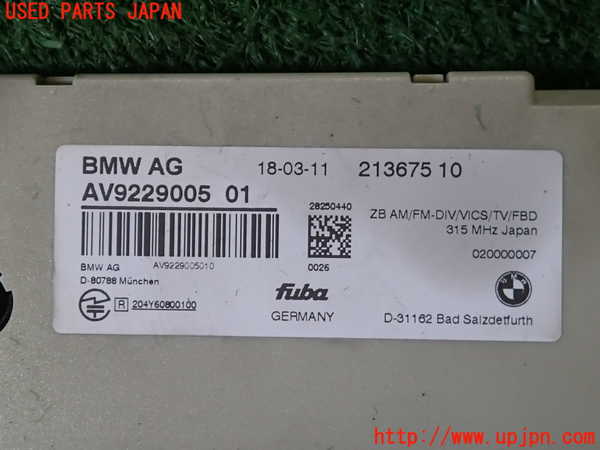 USED PARTS JAPAN
BMW AG
18-03-11
213675 10
AV9229005 01
28250440
ZB AM/FM-DIV/VICS/TV/FBD
315 MHz Japan
020000007
BMW AG
AV9229005010
0026
D-80788 München
R 204Y60800100
fuba
GERMANY
BMW
D-31162 Bad Salzdetfurth
http://www.upjpn.com/